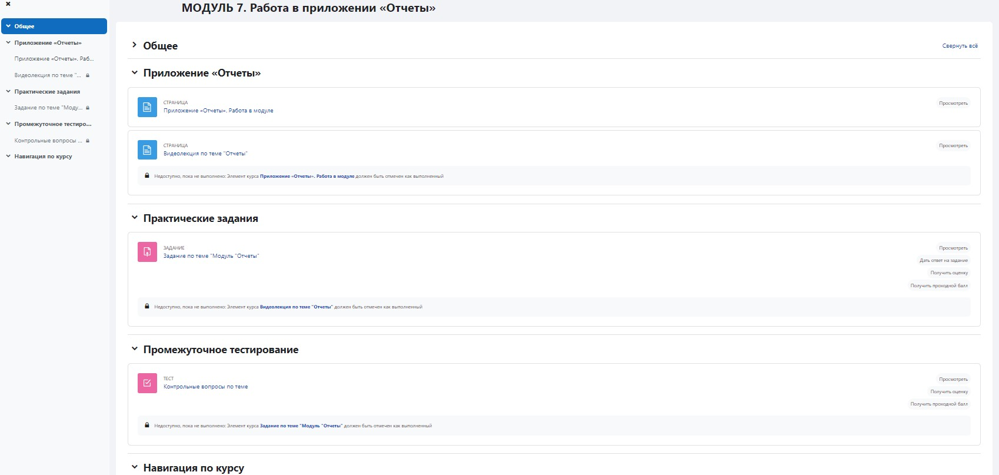 МОДУЛЬ 7. Работа в приложении «Отчеты»
Общее
Приложение «Отчеты»
Приложение «Отчеты». Раб...
Видеолекция по теме "...
Практические задания
Задание по теме "Моду...
Промежуточное тестиро...
Контрольные вопросы ...
Навигация по курсу
Общее
Свернуть всё
Приложение «Отчеты»
СТРАНИЦА
Приложение «Отчеты». Работа в модуле
Просмотреть
СТРАНИЦА
Видеолекция по теме "Отчеты"
Просмотреть
Недоступно, пока не выполнено: Элемент курса Приложение «Отчеты». Работа в модуле должен быть отмечен как выполненный
Практические задания
ЗАДАНИЕ
Задание по теме "Модуль "Отчеты"
Просмотреть
Дать ответ на задание
Получить оценку
Получить проходной балл
Недоступно, пока не выполнено: Элемент курса Видеолекция по теме "Отчеты" должен быть отмечен как выполненный
Промежуточное тестирование
ТЕСТ
Контрольные вопросы по теме
Просмотреть
Получить оценку
Получить проходной балл
Недоступно, пока не выполнено: Элемент курса Задание по теме "Модуль "Отчеты" должен быть отмечен как выполненный
Навигация по курсу